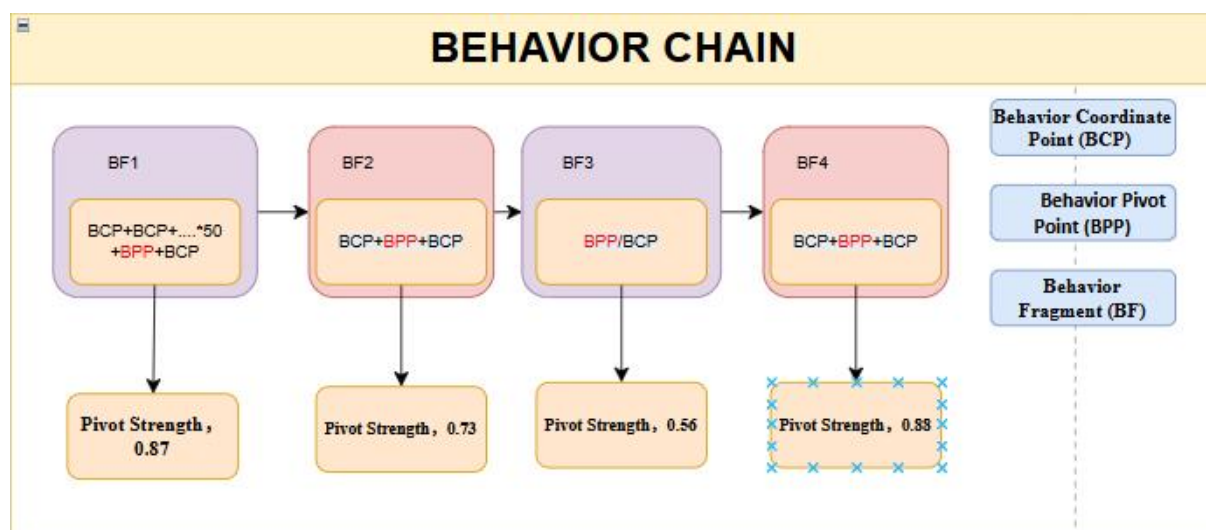 BEHAVIOR CHAIN
BF1
BCP+BCP+....*50
+BPP+BCP
Pivot Strength，
0.87
BF2
BCP+BPP+BCP
Pivot Strength，0.73
BF3
BPP/BCP
Pivot Strength，0.56
BF4
BCP+BPP+BCP
Pivot Strength，0.88
Behavior Coordinate
Point (BCP)
Behavior Pivot
Point (BPP)
Behavior
Fragment (BF)